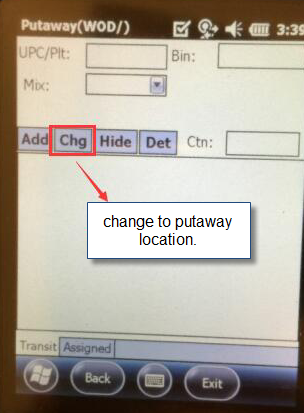 Putaway(WOD/) 3:39
UPC/Plt: Bin:
Mix:
Add Chg Hide Det Ctn:
change to putaway
location.
Transit Assigned
Back Exit